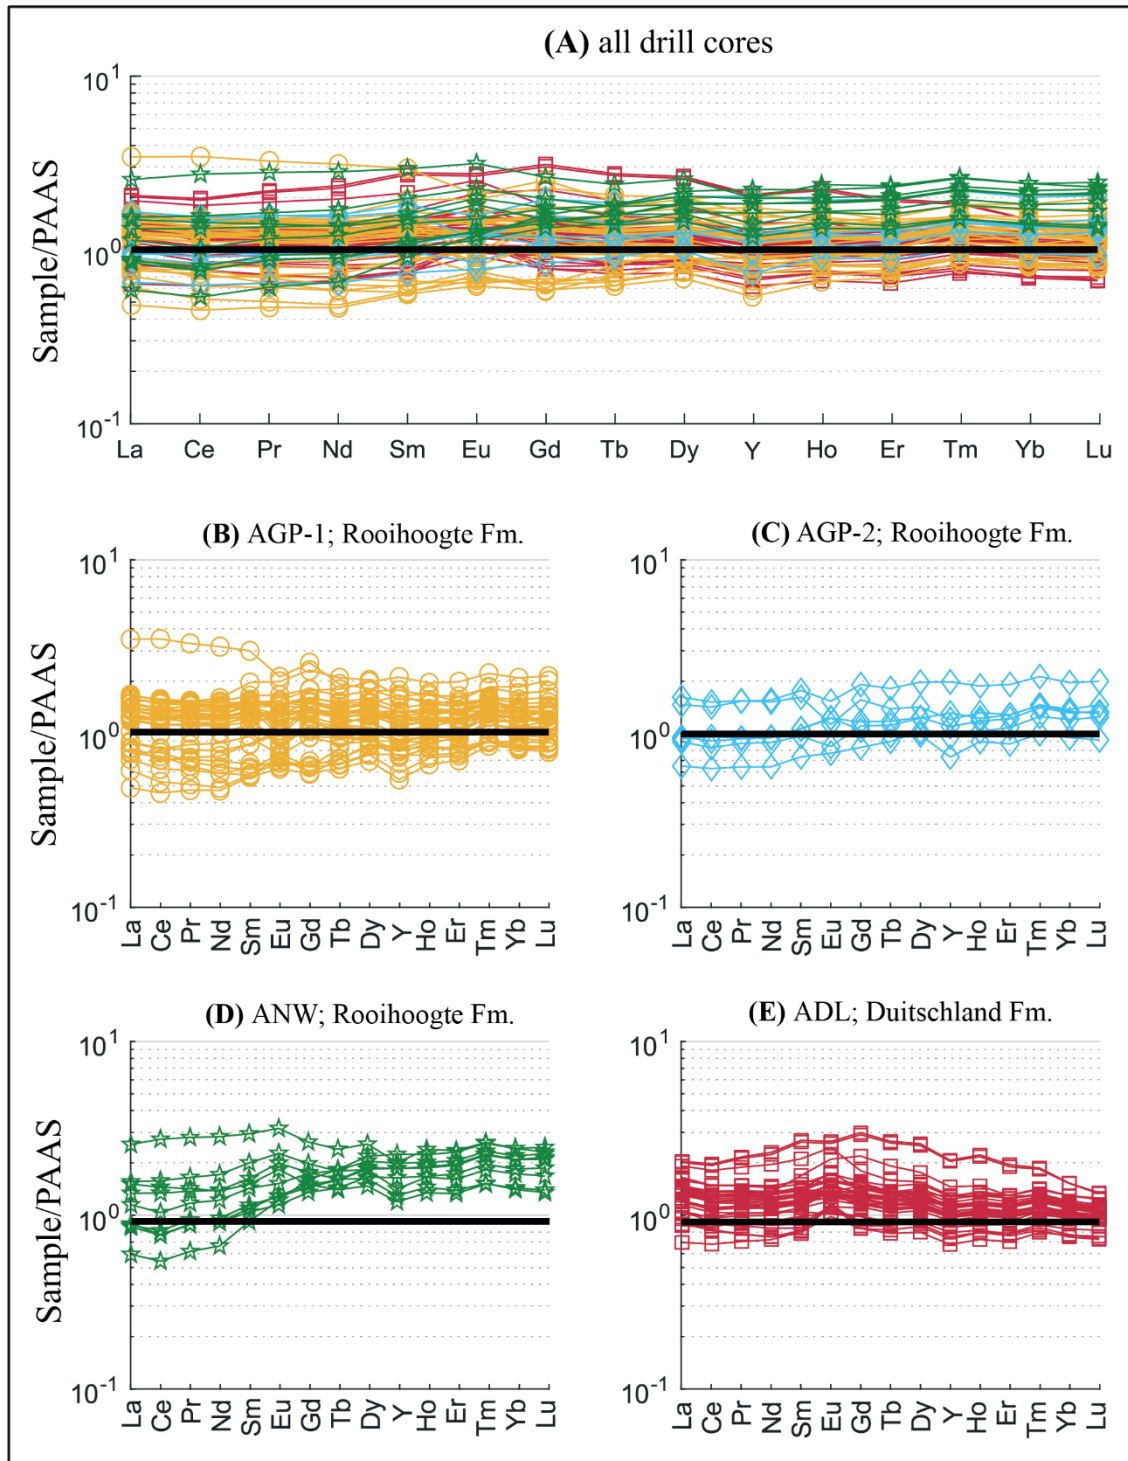 (A) all drill cores
10^1
10^0
10^-1
Sample/PAAS
La Ce Pr Nd Sm Eu Gd Tb Dy Y Ho Er Tm Yb Lu
(B) AGP-1; Rooihoogte Fm.
10^1
10^0
10^-1
Sample/PAAS
La Ce Pr Nd Sm Eu Gd Tb Dy Y Ho Er Tm Yb Lu
(C) AGP-2; Rooihoogte Fm.
10^1
10^0
10^-1
La Ce Pr Nd Sm Eu Gd Tb Dy Y Ho Er Tm Yb Lu
(D) ANW; Rooihoogte Fm.
10^1
10^0
10^-1
Sample/PAAS
La Ce Pr Nd Sm Eu Gd Tb Dy Y Ho Er Tm Yb Lu
(E) ADL; Duitschland Fm.
10^1
10^0
10^-1
La Ce Pr Nd Sm Eu Gd Tb Dy Y Ho Er Tm Yb Lu